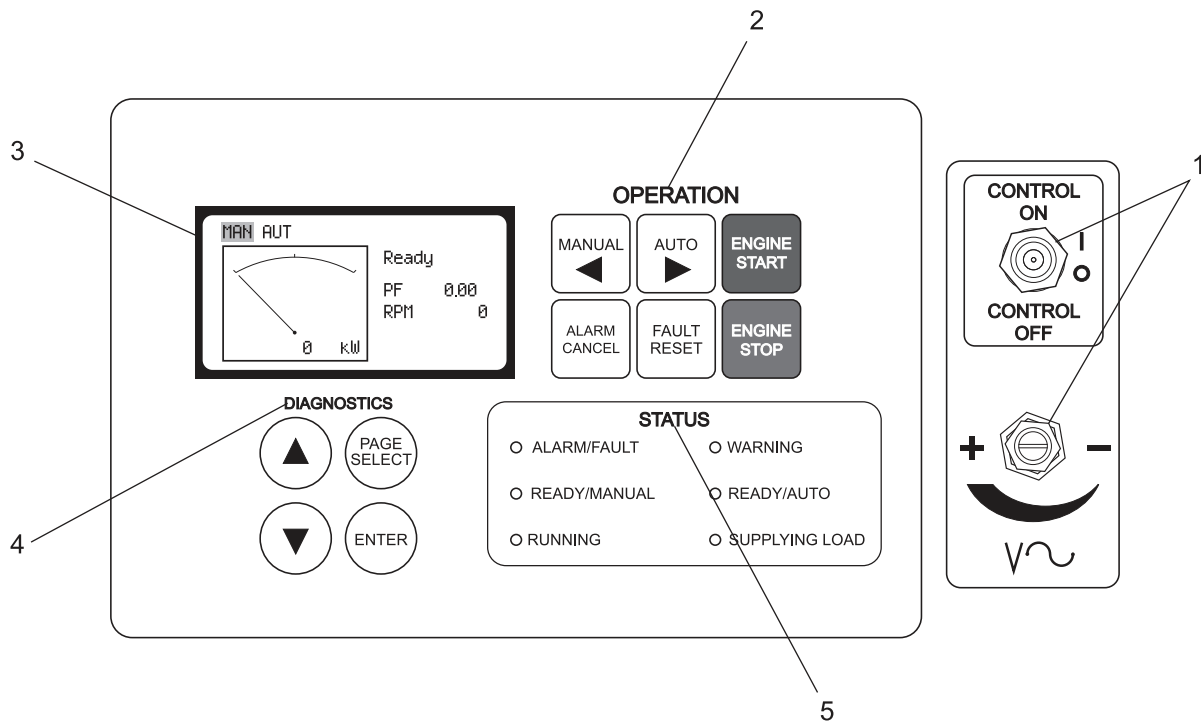 2
3
1
OPERATION
MANUAL
AUTO
ENGINE
START
ALARM
CANCEL
FAULT
RESET
ENGINE
STOP
MAN AUT
Ready
PF 0.00
RPM 0
0 kW
CONTROL
ON
I
O
CONTROL
OFF
DIAGNOSTICS
PAGE
SELECT
ENTER
4
STATUS
ALARM/FAULT
WARNING
READY/MANUAL
READY/AUTO
RUNNING
SUPPLYING LOAD
+ −
V
5